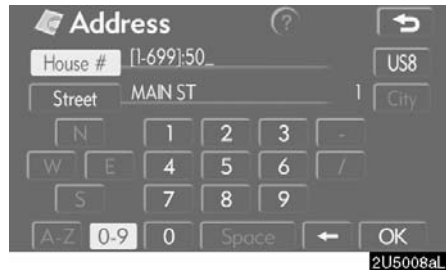 Address ?
House # [1-699]:50_ US8
Street MAIN ST 1 City
N 1 2 3 -
W E 4 5 6 /
S 7 8 9
A-Z 0-9 0 Space ← OK
2U5008aL